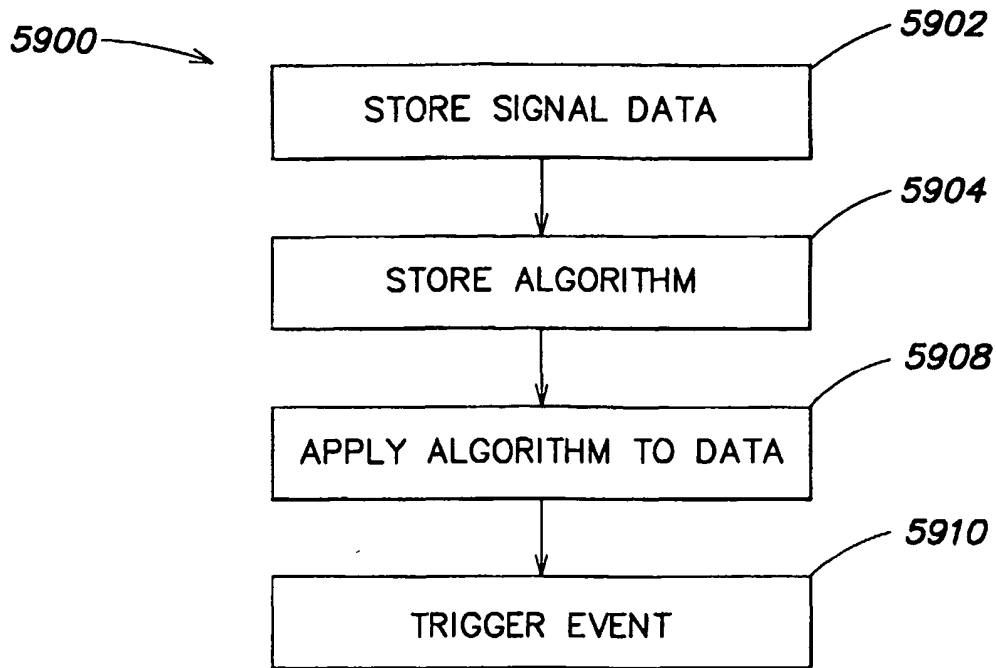 5900
5902
STORE SIGNAL DATA
5904
STORE ALGORITHM
5908
APPLY ALGORITHM TO DATA
5910
TRIGGER EVENT